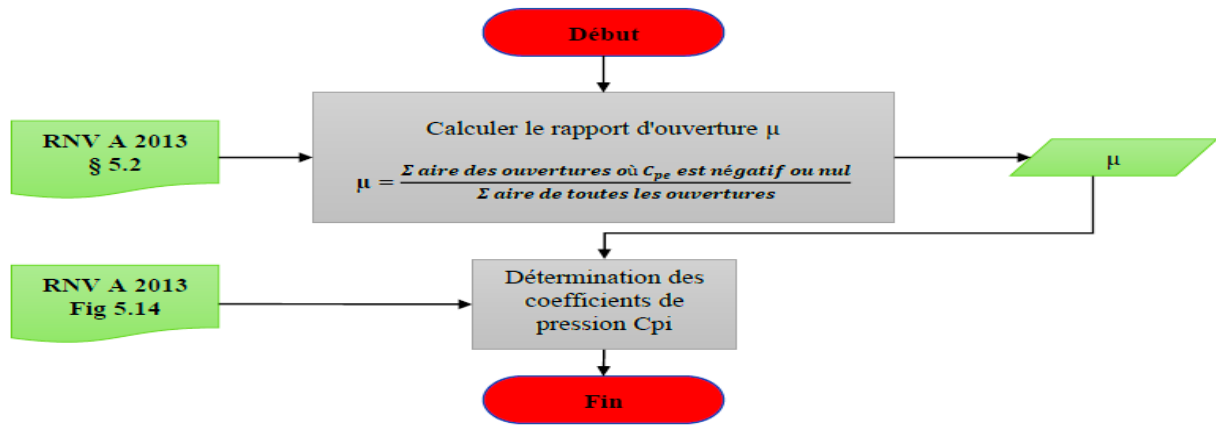 Début
RNV A 2013
§ 5.2
Calculer le rapport d'ouverture µ
µ = Σ aire des ouvertures où Cpe est négatif ou nul
Σ aire de toutes les ouvertures
µ
RNV A 2013
Fig 5.14
Détermination des
coefficients de
pression Cpi
Fin